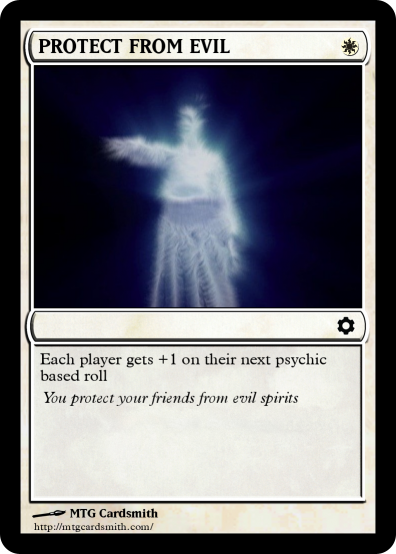 PROTECT FROM EVIL
Each player gets +1 on their next psychic
based roll
You protect your friends from evil spirits
MTG Cardsmith
http://mtgcardsmith.com/